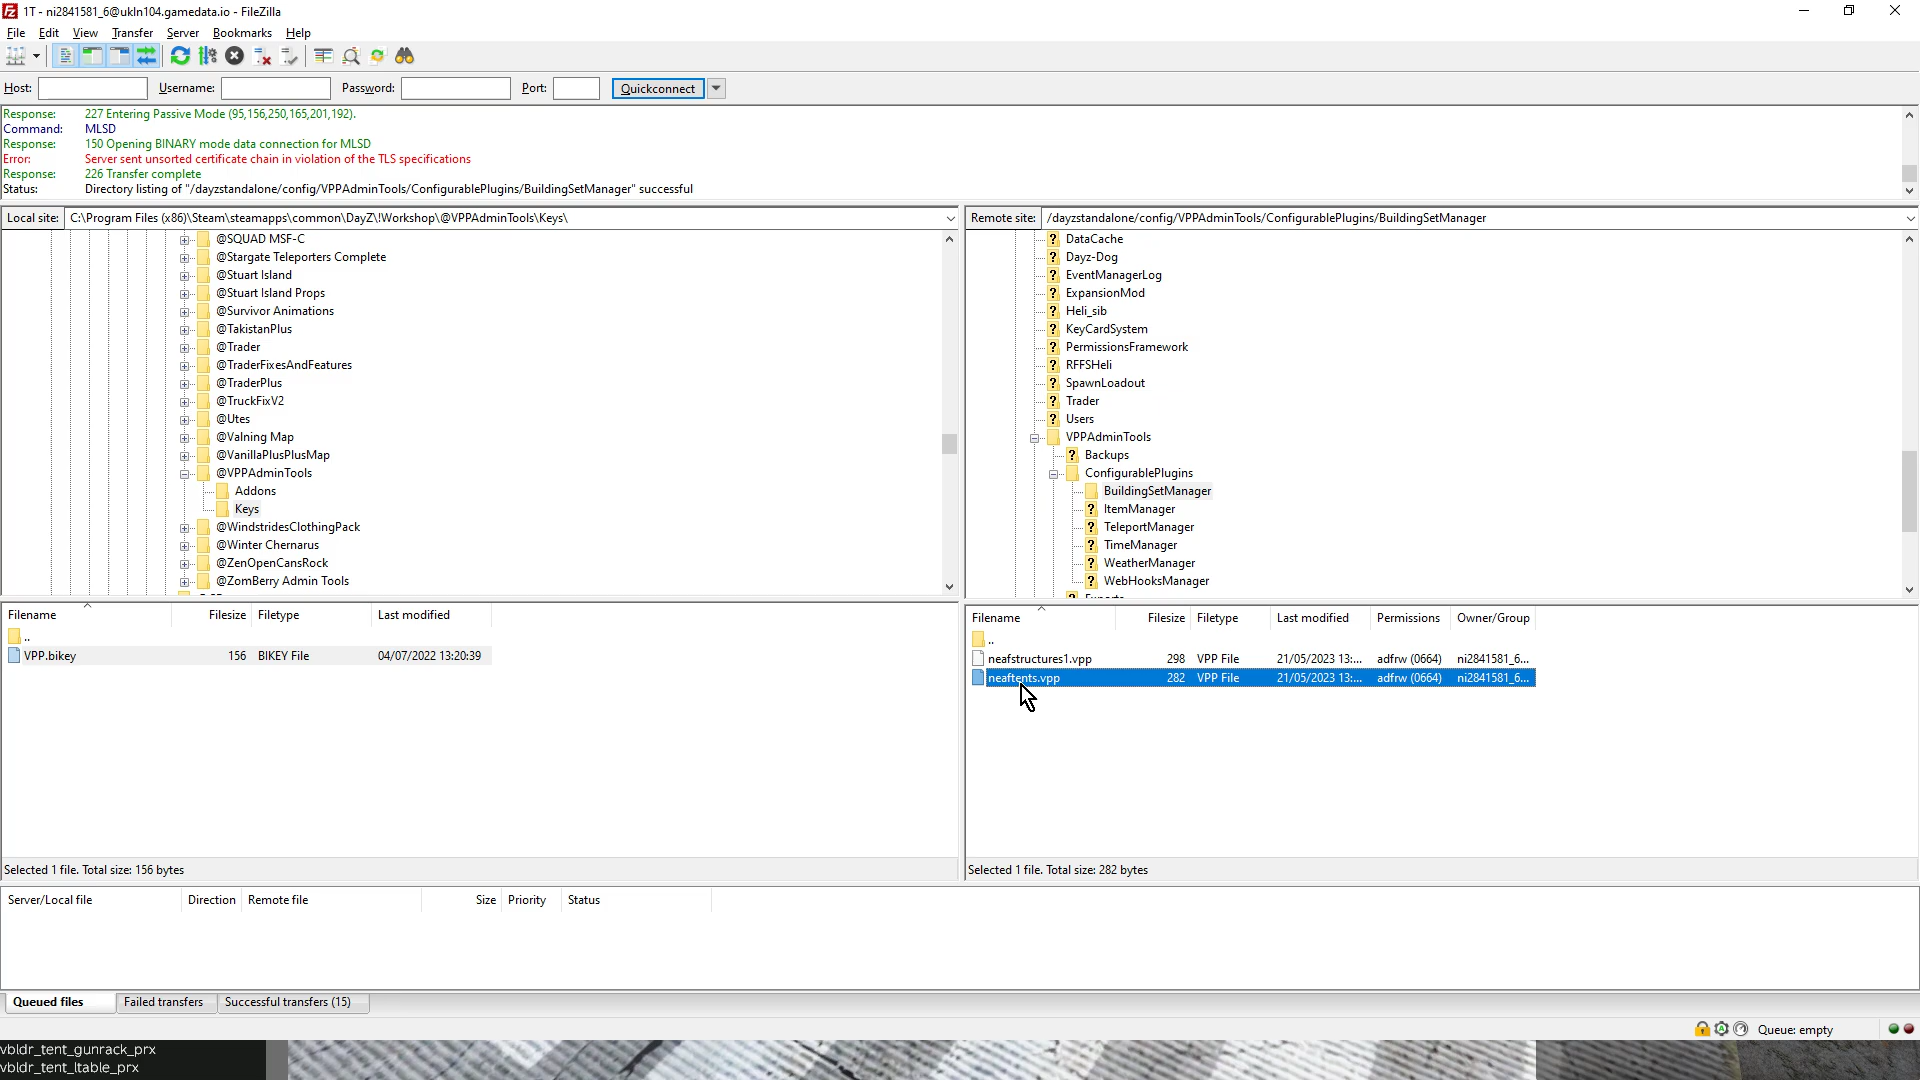 1T - ni2841581_6@ukln104.gamedata.io - FileZilla
File Edit View Transfer Server Bookmarks Help
Host: Username: Password: Port: Quickconnect
Response: 227 Entering Passive Mode (95,156,250,165,201,192).
Command: MLSD
Response: 150 Opening BINARY mode data connection for MLSD
Error: Server sent unsorted certificate chain in violation of the TLS specifications
Response: 226 Transfer complete
Status: Directory listing of "/dayzstandalone/config/VPPAdminTools/ConfigurablePlugins/BuildingSetManager" successful
Local site: C:\Program Files (x86)\Steam\steamapps\common\DayZ\!Workshop\@VPPAdminTools\Keys\
@SQUAD MSF-C
@Stargate Teleporters Complete
@Stuart Island
@Stuart Island Props
@Survivor Animations
@TakistanPlus
@Trader
@TraderFixesAndFeatures
@TraderPlus
@TruckFixV2
@Utes
@Valning Map
@VanillaPlusPlusMap
@VPPAdminTools
Addons
Keys
@WindstridesClothingPack
@Winter Chernarus
@ZenOpenCansRock
@ZomBerry Admin Tools
Filename Filesize Filetype Last modified
..
VPP.bikey 156 BIKEY File 04/07/2022 13:20:39
Selected 1 file. Total size: 156 bytes
Remote site: /dayzstandalone/config/VPPAdminTools/ConfigurablePlugins/BuildingSetManager
DataCache
Dayz-Dog
EventManagerLog
ExpansionMod
Heli_sib
KeyCardSystem
PermissionsFramework
RFFSHeli
SpawnLoadout
Trader
Users
VPPAdminTools
Backups
ConfigurablePlugins
BuildingSetManager
ItemManager
TeleportManager
TimeManager
WeatherManager
WebHooksManager
Filename Filesize Filetype Last modified Permissions Owner/Group
..
neafstructures1.vpp 298 VPP File 21/05/2023 13:... adfrw (0664) ni2841581_6...
neaftents.vpp 282 VPP File 21/05/2023 13:... adfrw (0664) ni2841581_6...
Selected 1 file. Total size: 282 bytes
Server/Local file Direction Remote file Size Priority Status
Queued files Failed transfers Successful transfers (15)
Queue: empty
vbldr_tent_gunrack_prx
vbldr_tent_ltable_prx